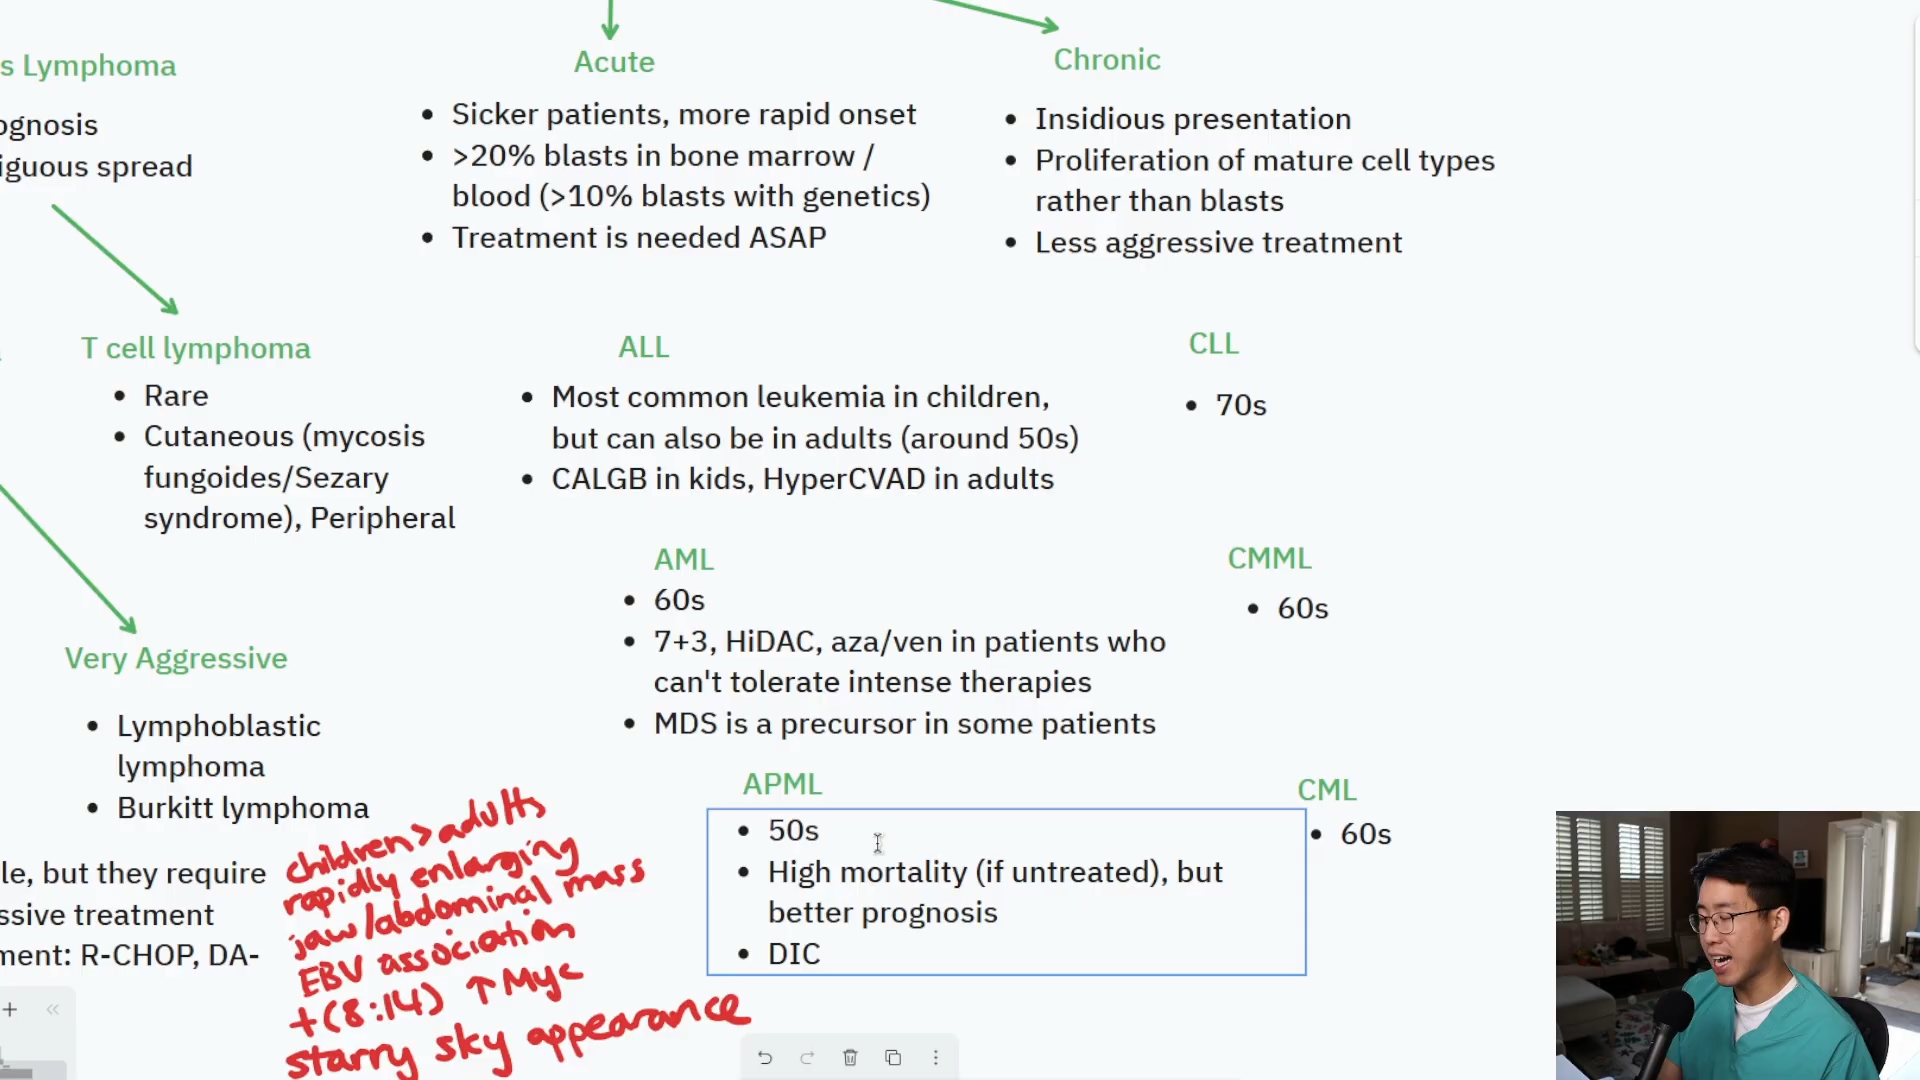 s Lymphoma
ognosis
iguous spread
Acute
Sicker patients, more rapid onset
>20% blasts in bone marrow /
blood (>10% blasts with genetics)
Treatment is needed ASAP
Chronic
Insidious presentation
Proliferation of mature cell types
rather than blasts
Less aggressive treatment
T cell lymphoma
Rare
Cutaneous (mycosis
fungoides/Sezary
syndrome), Peripheral
ALL
Most common leukemia in children,
but can also be in adults (around 50s)
CALGB in kids, HyperCVAD in adults
CLL
70s
AML
60s
7+3, HiDAC, aza/ven in patients who
can't tolerate intense therapies
MDS is a precursor in some patients
CMML
60s
Very Aggressive
Lymphoblastic
lymphoma
Burkitt lymphoma
le, but they require
ssive treatment
ment: R-CHOP, DA-
children>adults
rapidly enlarging
jaw/abdominal mass
EBV association
t(8:14) ↑Myc
starry sky appearance
APML
50s
High mortality (if untreated), but
better prognosis
DIC
CML
60s